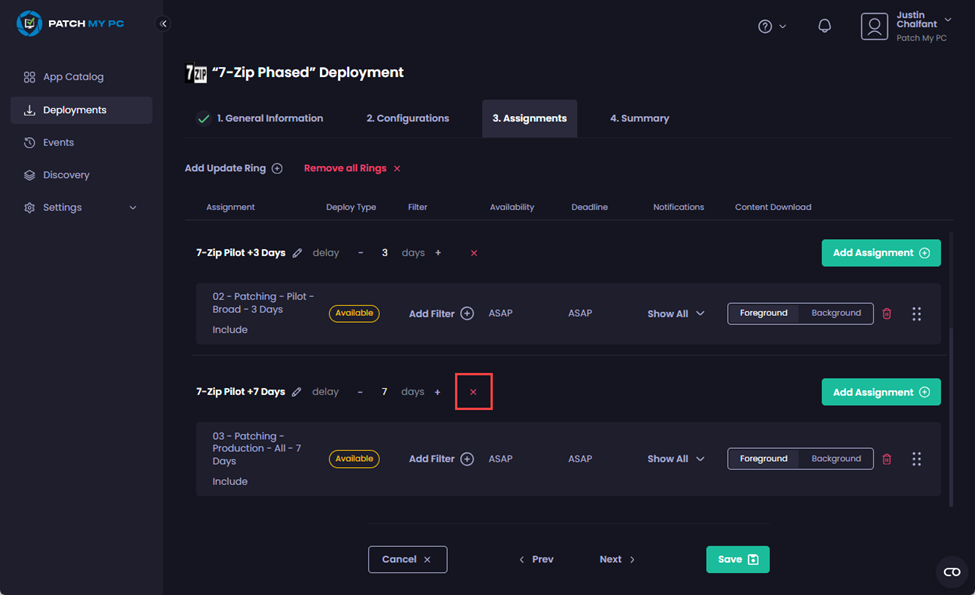 PATCH MY PC
Justin
Chalfant
Patch My PC
App Catalog
Deployments
Events
Discovery
Settings
7ZIP "7-Zip Phased" Deployment
1. General Information 2. Configurations 3. Assignments 4. Summary
Add Update Ring Remove all Rings
Assignment Deploy Type Filter Availability Deadline Notifications Content Download
7-Zip Pilot +3 Days delay - 3 days + Add Assignment
02 - Patching - Pilot -
Broad - 3 Days
Include
Available Add Filter ASAP ASAP Show All Foreground Background
7-Zip Pilot +7 Days delay - 7 days + Add Assignment
03 - Patching -
Production - All - 7
Days
Include
Available Add Filter ASAP ASAP Show All Foreground Background
Cancel Prev Next Save